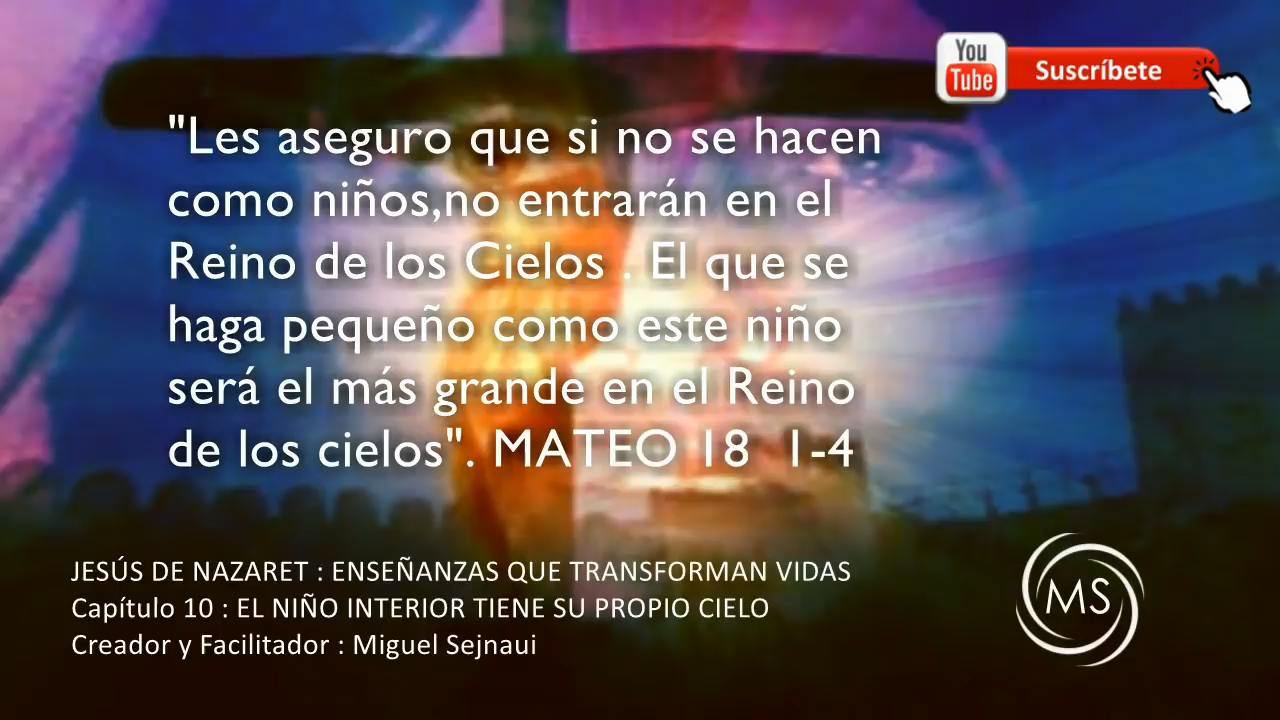 You
Tube
Suscríbete
"Les aseguro que si no se hacen
como niños,no entrarán en el
Reino de los Cielos . El que se
haga pequeño como este niño
será el más grande en el Reino
de los cielos". MATEO 18 1-4
JESÚS DE NAZARET : ENSEÑANZAS QUE TRANSFORMAN VIDAS
Capítulo 10 : EL NIÑO INTERIOR TIENE SU PROPIO CIELO
Creador y Facilitador : Miguel Sejnaui
MS